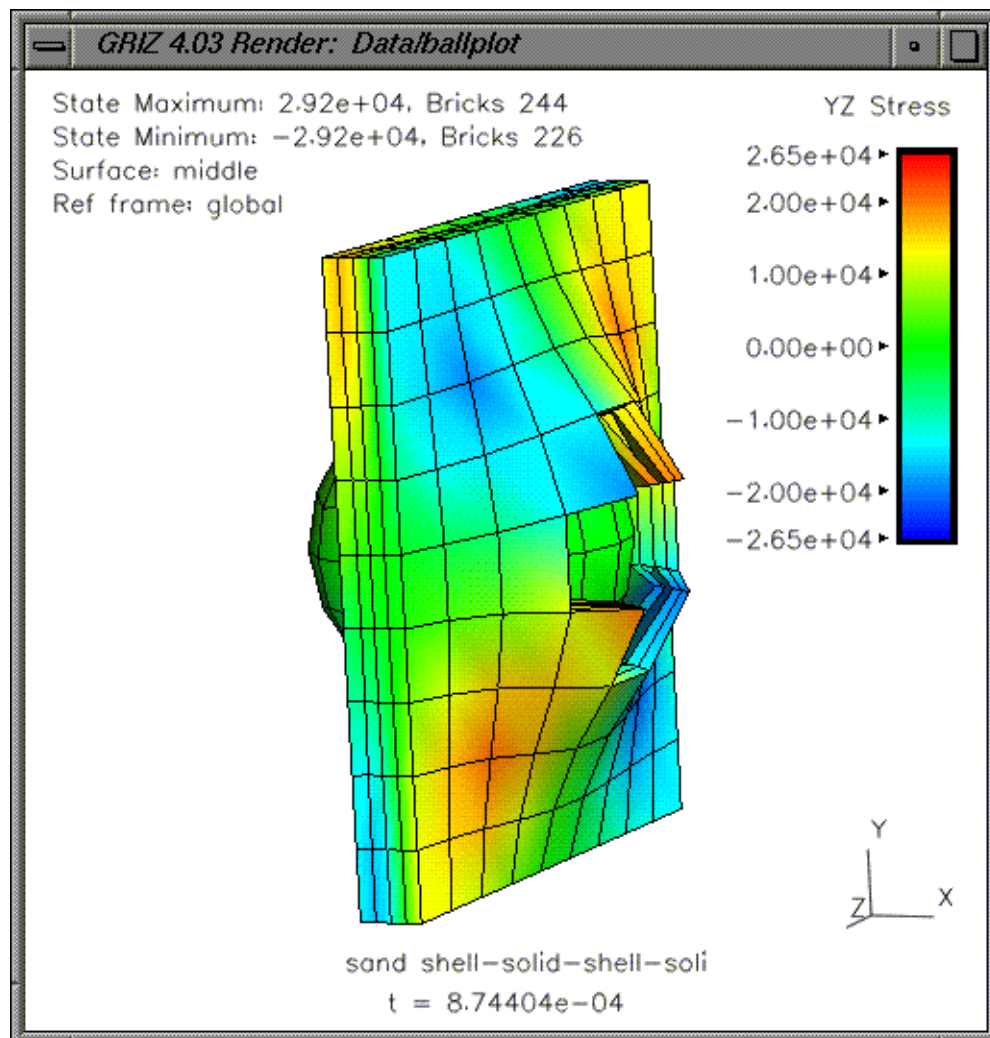 GRIZ 4.03 Render: Data/ballplot
State Maximum: 2.92e+04, Bricks 244
State Minimum: −2.92e+04, Bricks 226
Surface: middle
Ref frame: global
YZ Stress
2.65e+04
2.00e+04
1.00e+04
0.00e+00
−1.00e+04
−2.00e+04
−2.65e+04
Y
X
Z
sand shell−solid−shell−soli
t = 8.74404e−04